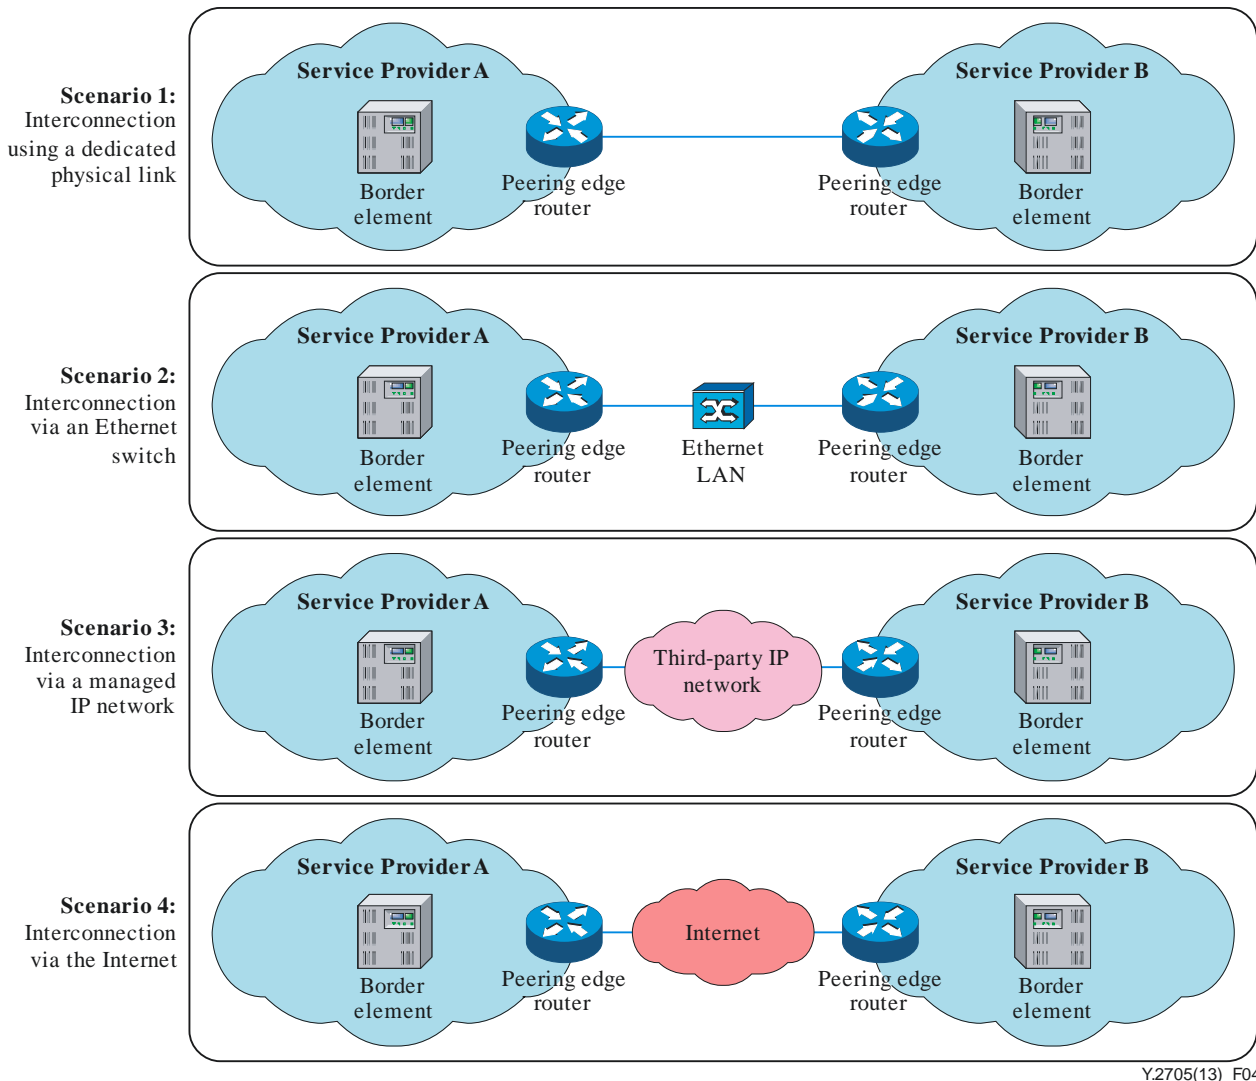 Scenario 1:
Interconnection
using a dedicated
physical link
Service Provider A
Border
element
Peering edge
router
Peering edge
router
Service Provider B
Border
element
Scenario 2:
Interconnection
via an Ethernet
switch
Service Provider A
Border
element
Peering edge
router
Ethernet
LAN
Peering edge
router
Service Provider B
Border
element
Scenario 3:
Interconnection
via a managed
IP network
Service Provider A
Border
element
Peering edge
router
Third-party IP
network
Peering edge
router
Service Provider B
Border
element
Scenario 4:
Interconnection
via the Internet
Service Provider A
Border
element
Peering edge
router
Internet
Peering edge
router
Service Provider B
Border
element
Y.2705(13)_F04